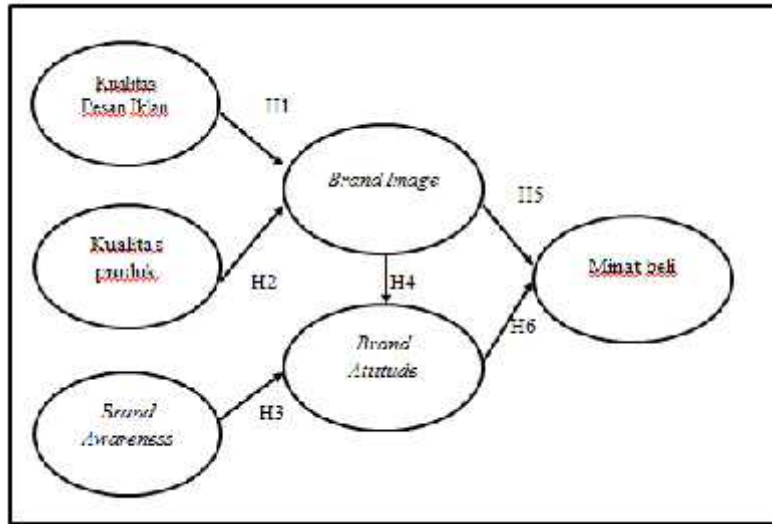 Kualitas
Pesan Iklan
H1
Brand Image
H5
Kualitas
produk
H2
H4
Minat beli
Brand
Attitude
H6
Brand
Awareness
H3